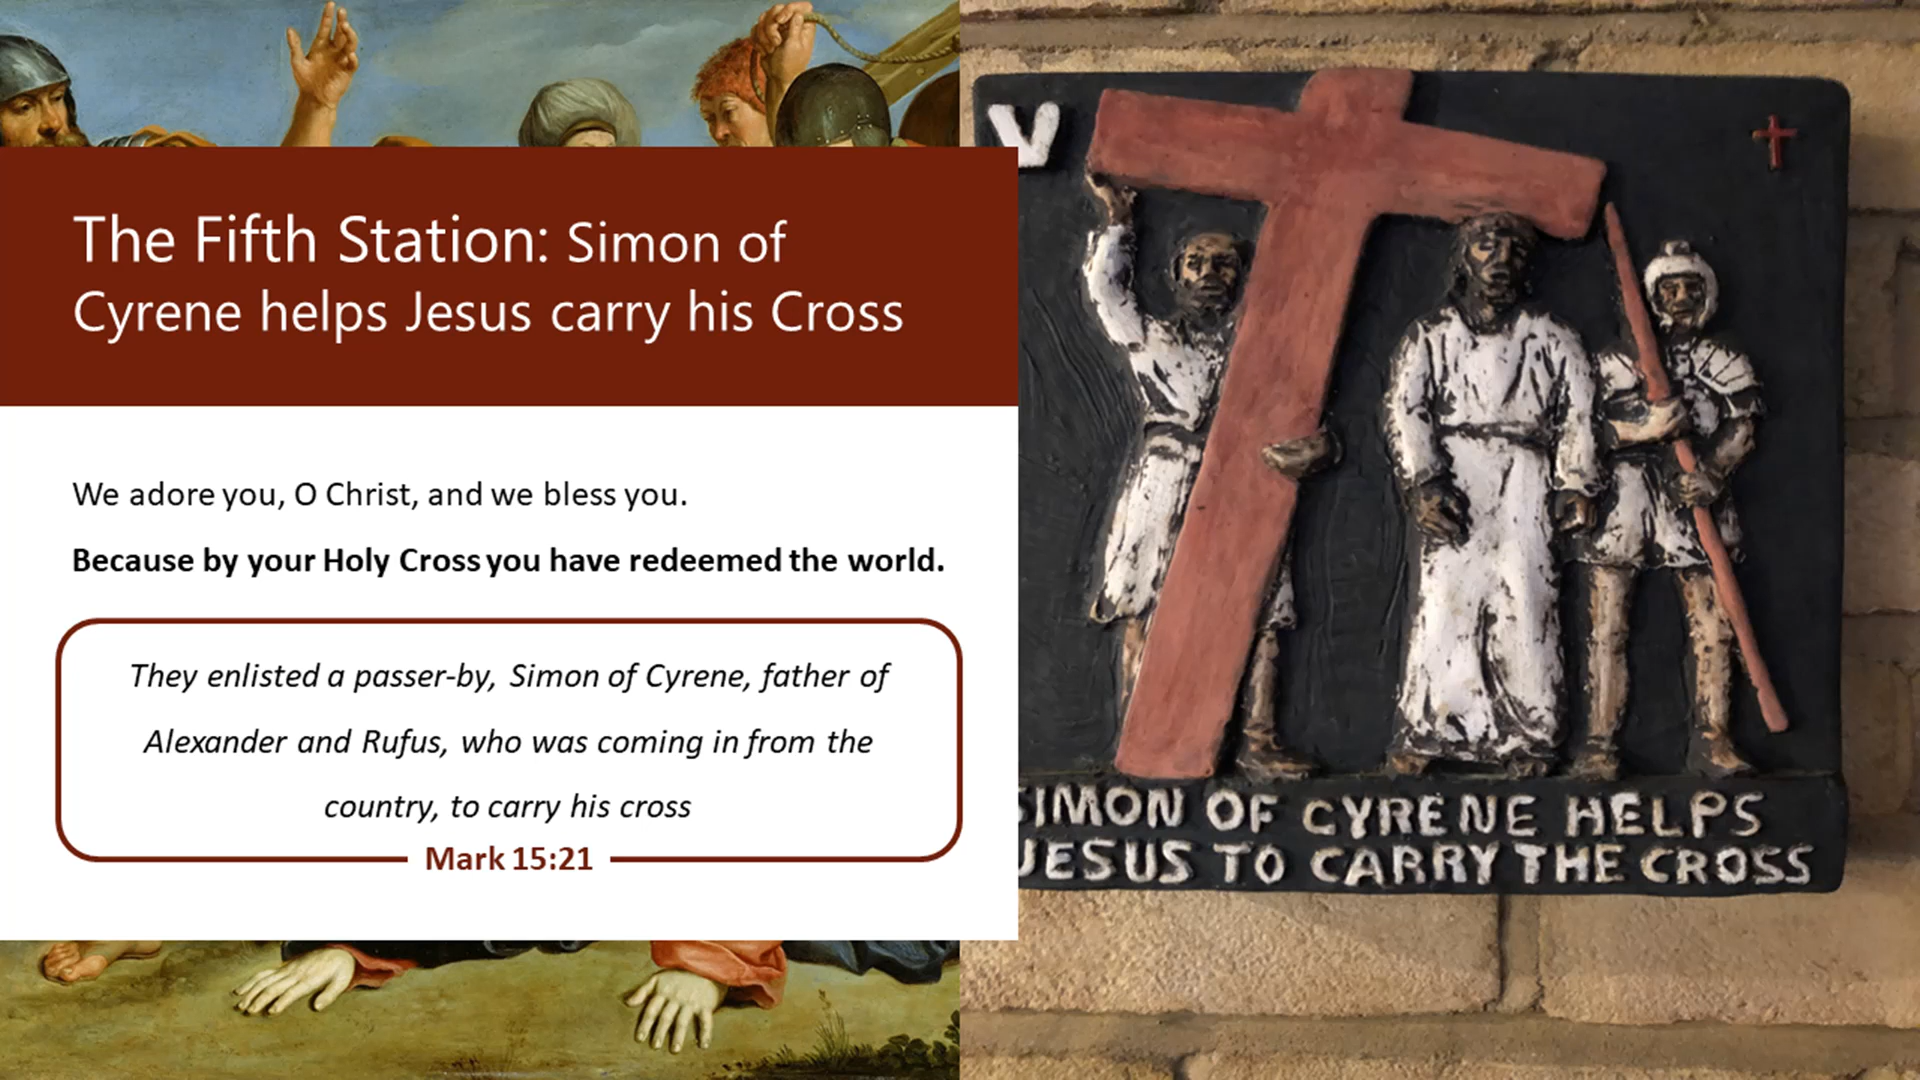 The Fifth Station: Simon of
Cyrene helps Jesus carry his Cross
We adore you, O Christ, and we bless you.
Because by your Holy Cross you have redeemed the world.
They enlisted a passer-by, Simon of Cyrene, father of
Alexander and Rufus, who was coming in from the
country, to carry his cross
Mark 15:21
V
SIMON OF CYRENE HELPS
JESUS TO CARRY THE CROSS